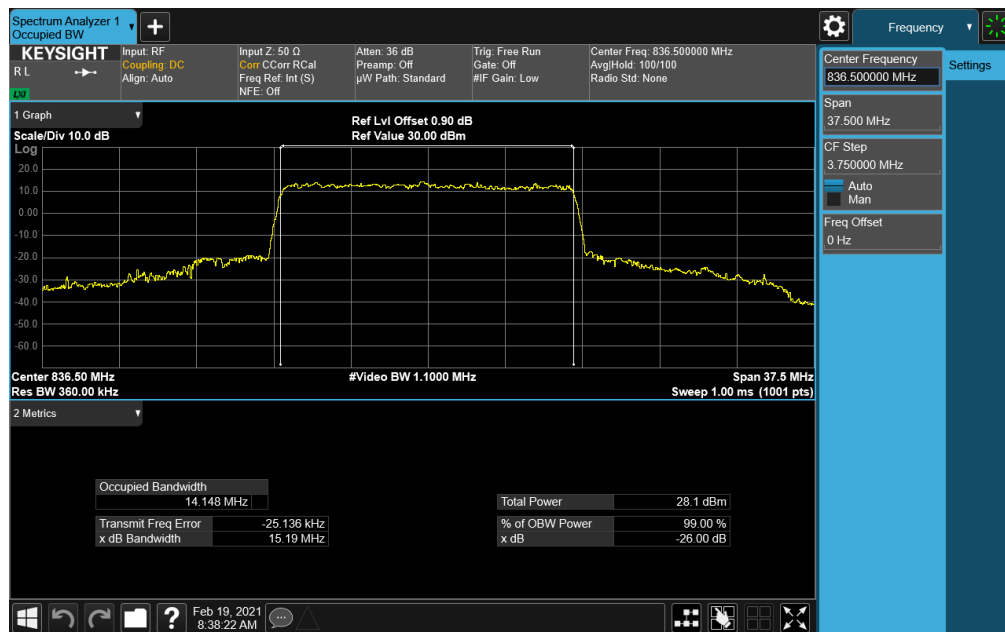 Spectrum Analyzer 1
Occupied BW
Frequency
KEYSIGHT
R L
LXI
Input: RF
Coupling: DC
Align: Auto
Input Z: 50 Ω
Corr CCorr RCal
Freq Ref: Int (S)
NFE: Off
Atten: 36 dB
Preamp: Off
µW Path: Standard
Trig: Free Run
Gate: Off
#IF Gain: Low
Center Freq: 836.500000 MHz
Avg|Hold: 100/100
Radio Std: None
Center Frequency
836.500000 MHz
Settings
Span
37.500 MHz
CF Step
3.750000 MHz
Auto
Man
Freq Offset
0 Hz
1 Graph
Scale/Div 10.0 dB
Ref Lvl Offset 0.90 dB
Ref Value 30.00 dBm
Log
20.0
10.0
0.00
-10.0
-20.0
-30.0
-40.0
-50.0
-60.0
Center 836.50 MHz
#Video BW 1.1000 MHz
Span 37.5 MHz
Res BW 360.00 kHz
Sweep 1.00 ms (1001 pts)
2 Metrics
Occupied Bandwidth
14.148 MHz
Total Power 28.1 dBm
Transmit Freq Error -25.136 kHz
% of OBW Power 99.00 %
x dB Bandwidth 15.19 MHz
x dB -26.00 dB
Feb 19, 2021
8:38:22 AM